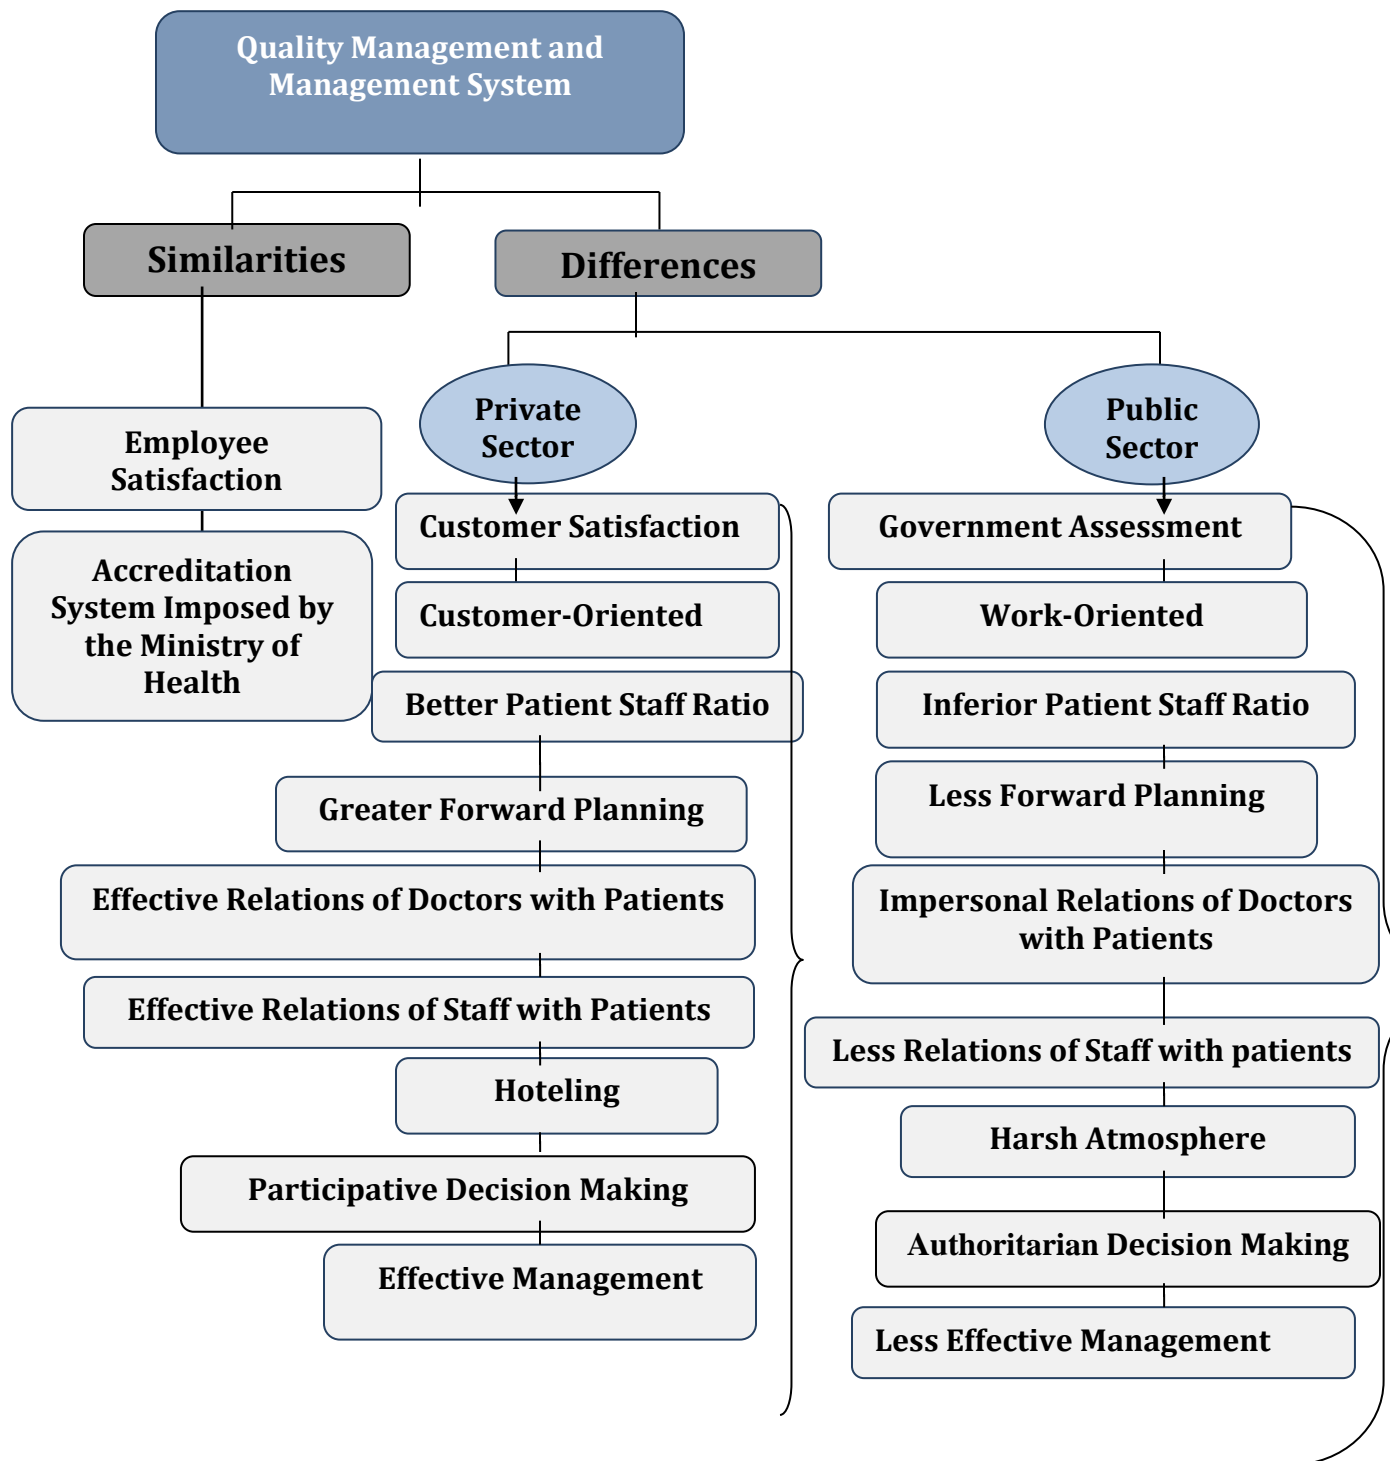 Quality Management and
Management System
Similarities
Differences
Employee
Satisfaction
Accreditation
System Imposed by
the Ministry of
Health
Private
Sector
Customer Satisfaction
Customer-Oriented
Better Patient Staff Ratio
Greater Forward Planning
Effective Relations of Doctors with Patients
Effective Relations of Staff with Patients
Hoteling
Participative Decision Making
Effective Management
Public
Sector
Government Assessment
Work-Oriented
Inferior Patient Staff Ratio
Less Forward Planning
Impersonal Relations of Doctors
with Patients
Less Relations of Staff with patients
Harsh Atmosphere
Authoritarian Decision Making
Less Effective Management